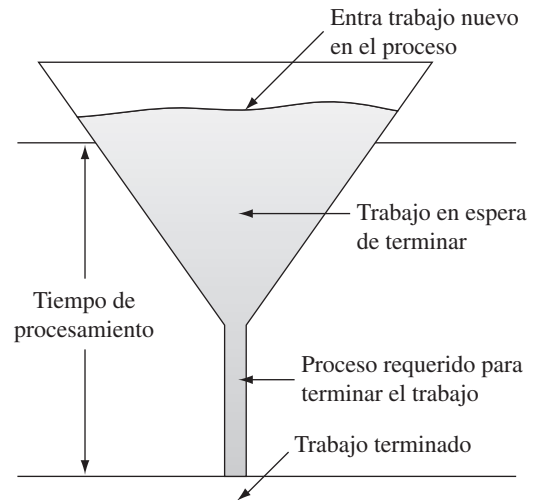 Entra trabajo nuevo
en el proceso
Trabajo en espera
de terminar
Tiempo de
procesamiento
Proceso requerido para
terminar el trabajo
Trabajo terminado